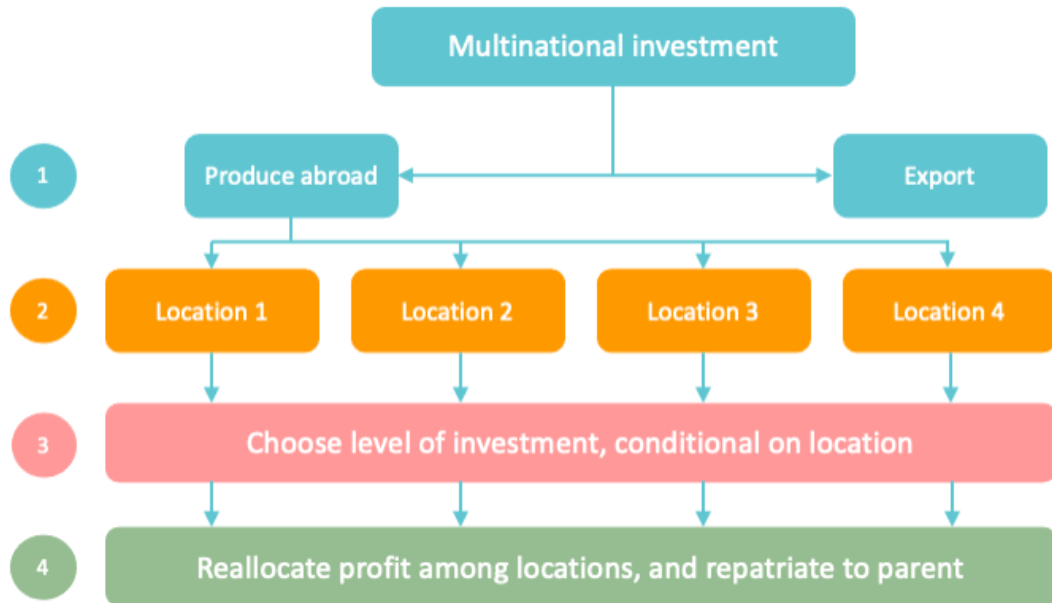 Multinational investment
1
Produce abroad
Export
2
Location 1
Location 2
Location 3
Location 4
3
Choose level of investment, conditional on location
4
Reallocate profit among locations, and repatriate to parent